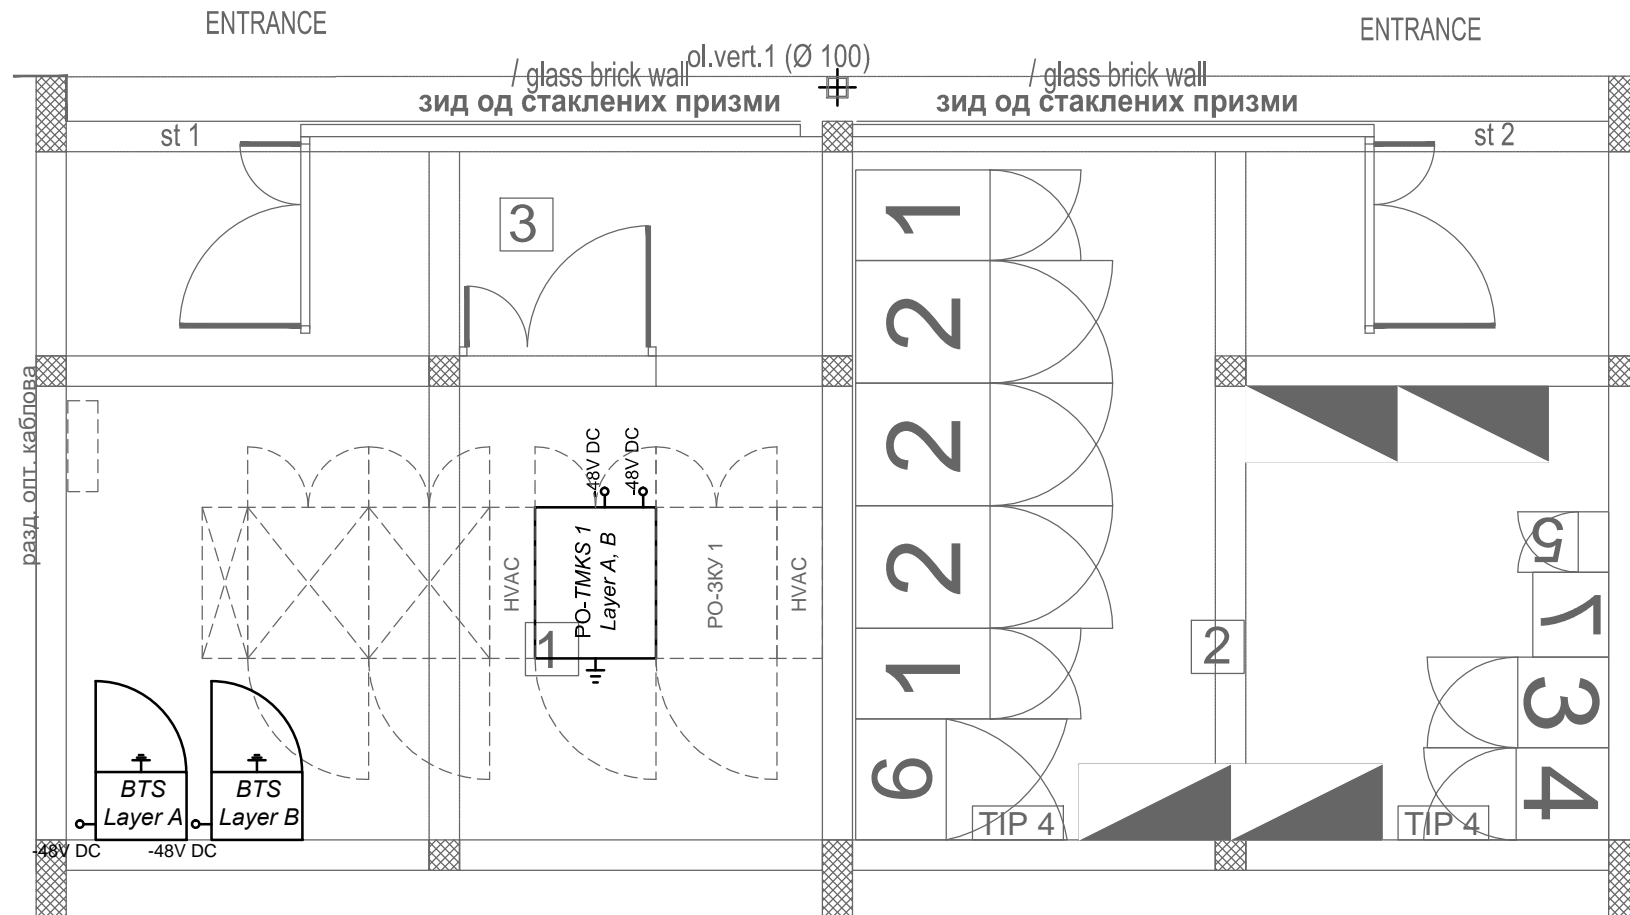 ENTRANCE
ENTRANCE
ol.vert.1 (Ø 100)
/ glass brick wall
зид од стаклених призми
/ glass brick wall
зид од стаклених призми
st 1
st 2
3
1
2
2
2
1
6
разд. опт. каблова
-48V DC
-48V DC
HVAC
PO-TMKS 1
Layer A, B
РО-ЗКУ 1
HVAC
1
2
5
7
3
4
BTS
Layer A
BTS
Layer B
-48V DC
-48V DC
TIP 4
TIP 4